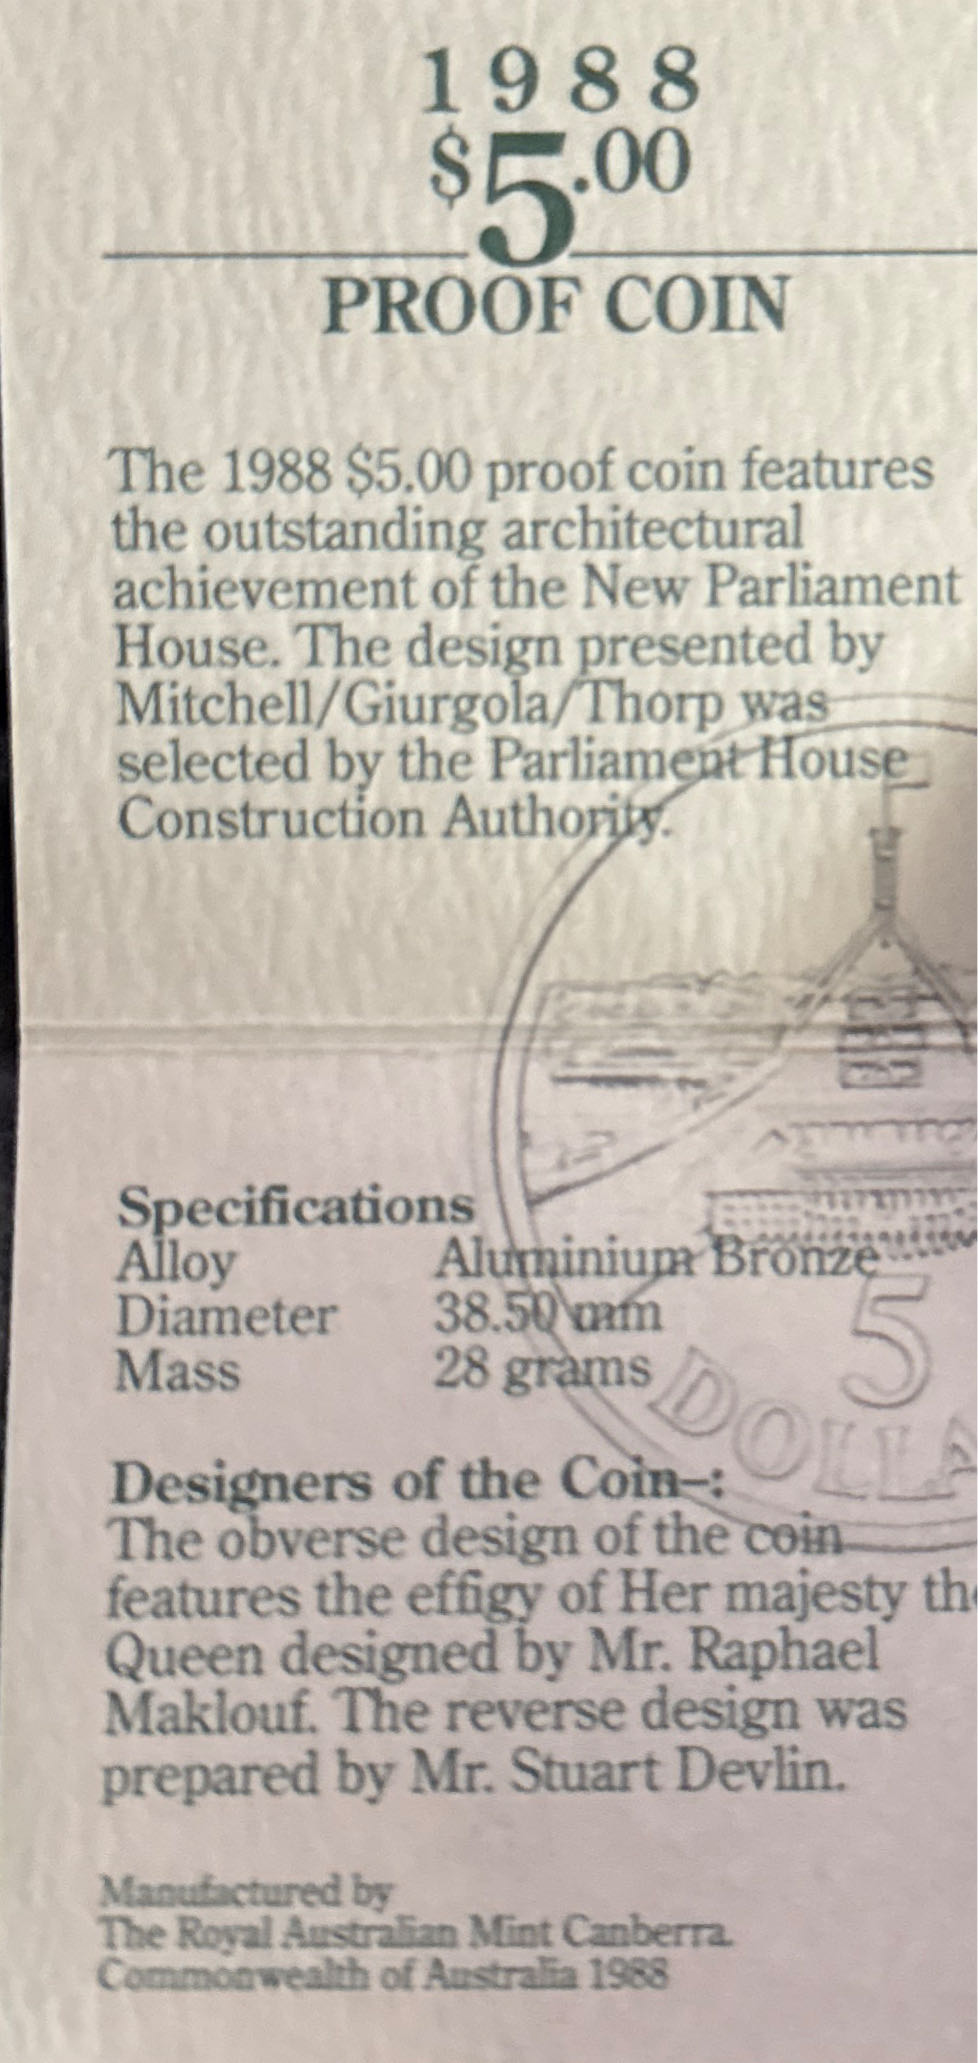 1988
$5.00
PROOF COIN
The 1988 $5.00 proof coin features
the outstanding architectural
achievement of the New Parliament
House. The design presented by
Mitchell/Giurgola/Thorp was
selected by the Parliament House
Construction Authority.
Specifications
Alloy Aluminium Bronze
Diameter 38.50 mm
Mass 28 grams
5
DOLLA
Designers of the Coin–:
The obverse design of the coin
features the effigy of Her majesty the
Queen designed by Mr. Raphael
Maklouf. The reverse design was
prepared by Mr. Stuart Devlin.
Manufactured by
The Royal Australian Mint Canberra.
Commonwealth of Australia 1988